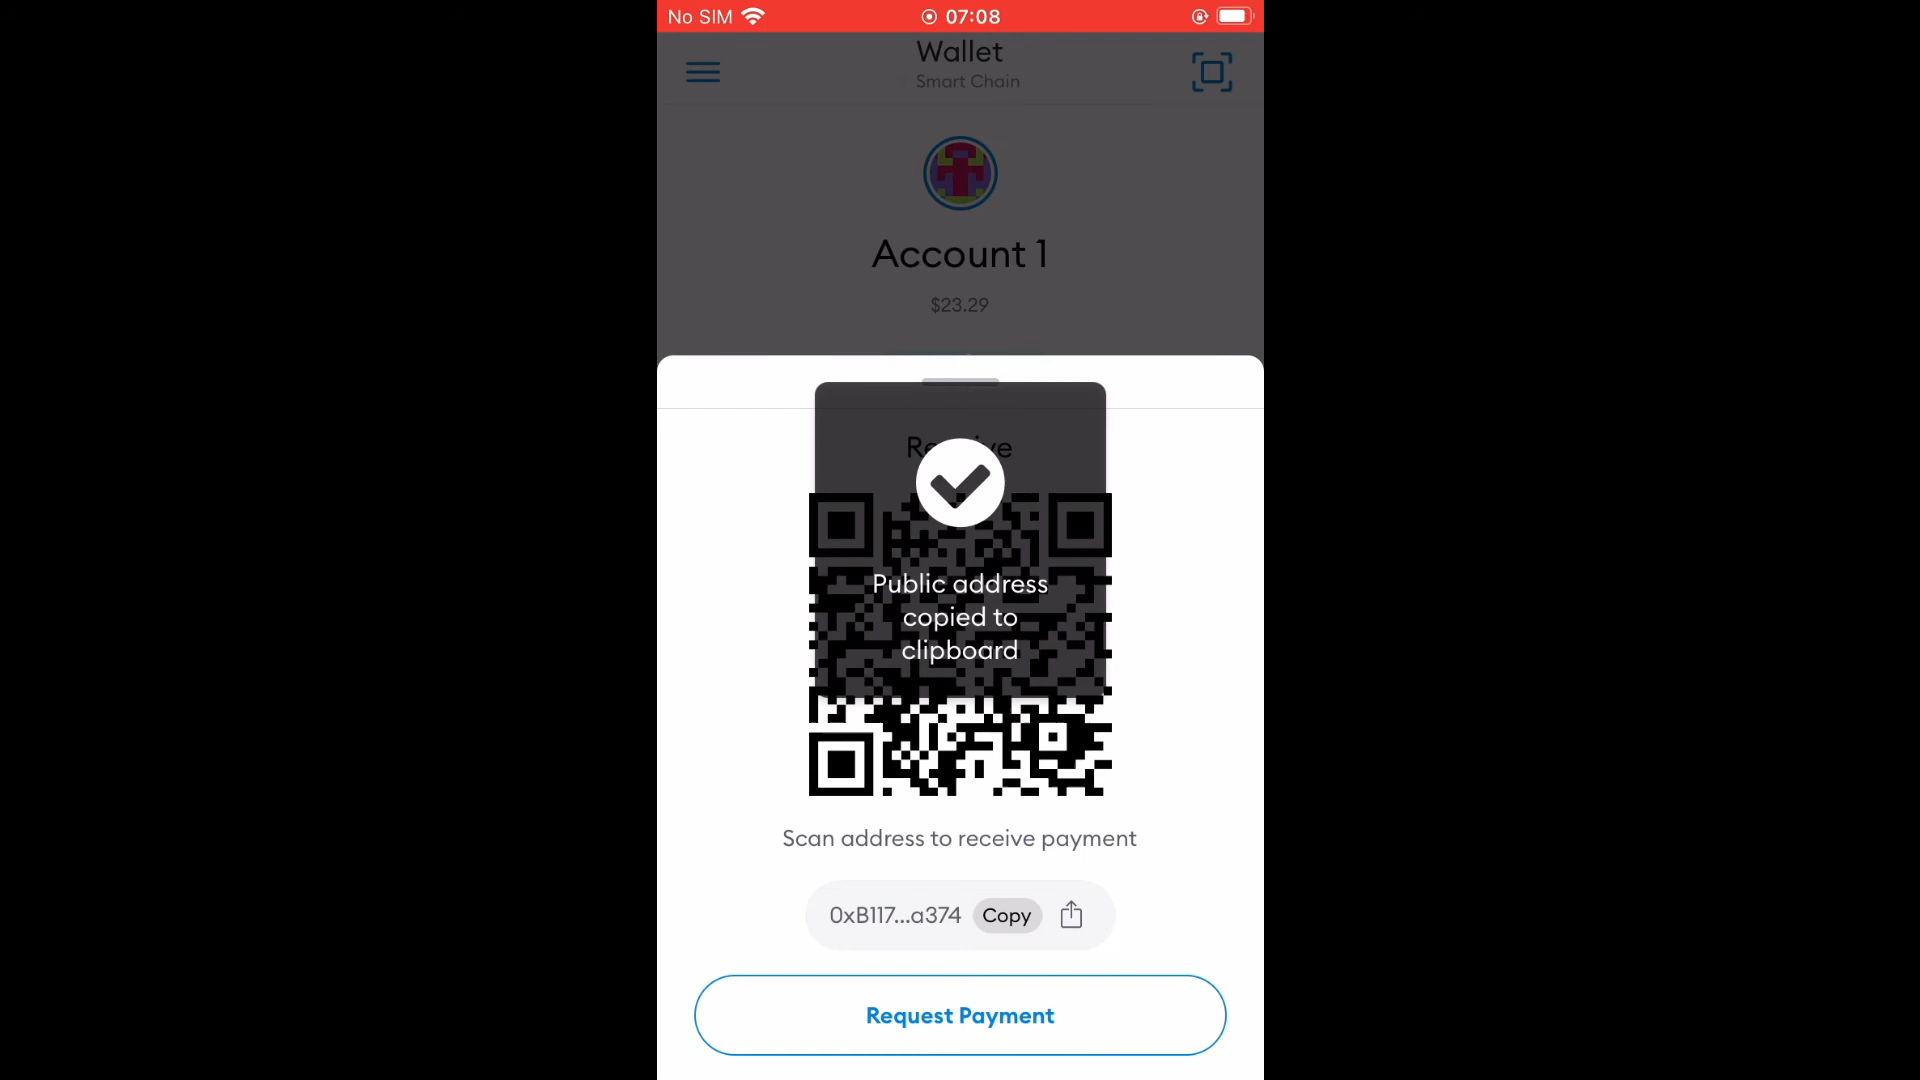 No SIM 07:08
Wallet
Smart Chain
Account 1
$23.29
Receive
Public address
copied to
clipboard
Scan address to receive payment
0xB117...a374 Copy
Request Payment